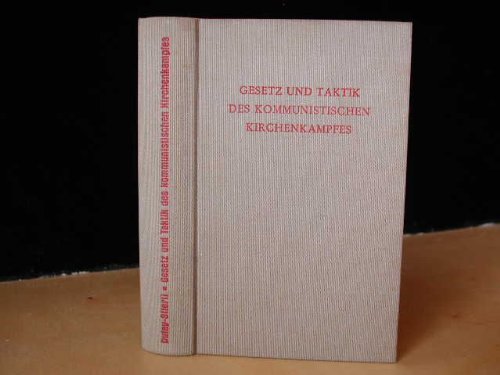 GESETZ UND TAKTIK
DES KOMMUNISTISCHEN
KIRCHENKAMPFES
Gesetz und Taktik des kommunistischen Kirchenkampfes